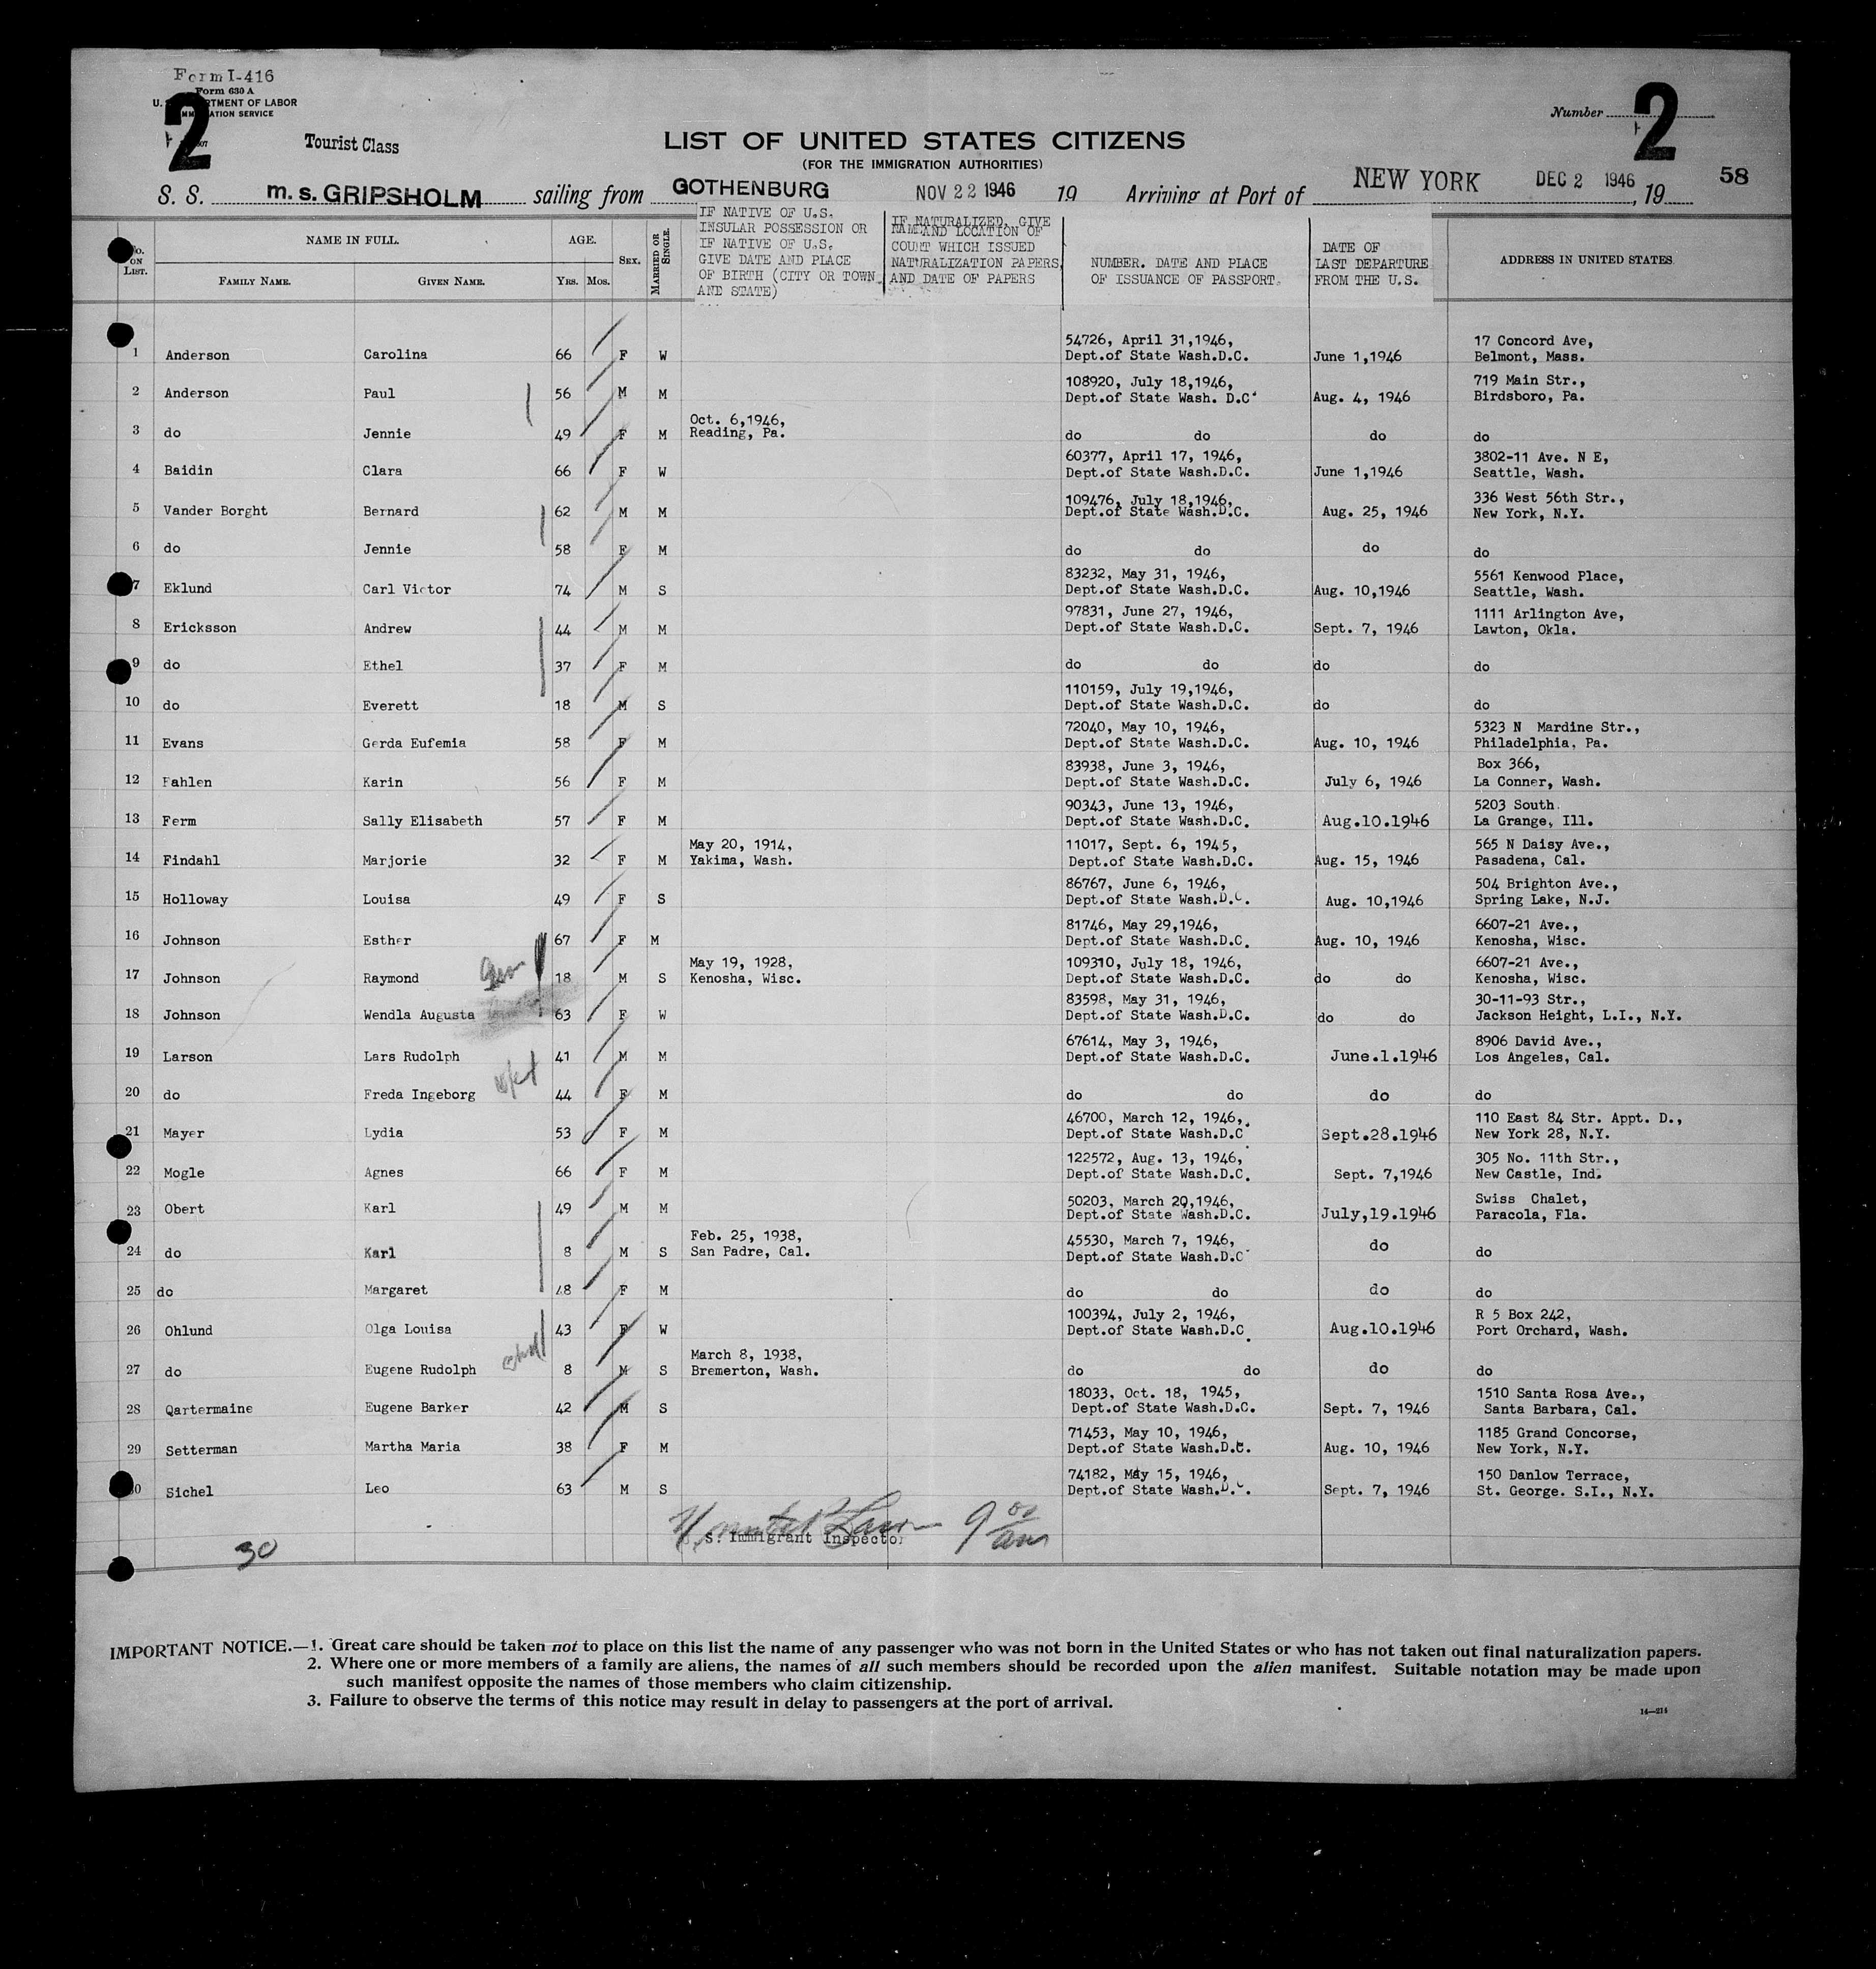 Form I-416
Form 630 A
U. S. DEPARTMENT OF LABOR
IMMIGRATION SERVICE
2
Tourist Class
LIST OF UNITED STATES CITIZENS
(FOR THE IMMIGRATION AUTHORITIES)
Number
2
58
S. S. m. s. GRIPSHOLM sailing from GOTHENBURG NOV 22 1946 19 Arriving at Port of NEW YORK DEC 2 1946, 19
No. ON LIST.
NAME IN FULL.
FAMILY NAME.
GIVEN NAME.
AGE.
YRS.
MOS.
SEX.
MARRIED OR SINGLE.
IF NATIVE OF U.S.
INSULAR POSSESSION OR
IF NATIVE OF U.S.
GIVE DATE AND PLACE
OF BIRTH (CITY OR TOWN
AND STATE)
IF NATURALIZED, GIVE
NAME AND LOCATION OF
COURT WHICH ISSUED
NATURALIZATION PAPERS,
AND DATE OF PAPERS
NUMBER. DATE AND PLACE
OF ISSUANCE OF PASSPORT.
DATE OF
LAST DEPARTURE
FROM THE U.S.
ADDRESS IN UNITED STATES
54726, April 31,1946, 17 Concord Ave,
1 Anderson Carolina 66 F W Dept.of State Wash.D.C. June 1,1946 Belmont, Mass.
108920, July 18,1946, 719 Main Str.,
2 Anderson Paul 56 M M Dept.of State Wash. D.C. Aug. 4, 1946 Birdsboro, Pa.
Oct. 6,1946,
3 do Jennie 49 F M Reading, Pa. do do do do
60377, April 17, 1946, 3802-11 Ave. N E,
4 Baidin Clara 66 F W Dept.of State Wash.D.C. June 1,1946 Seattle, Wash.
109476, July 18,1946, 336 West 56th Str.,
5 Vander Borght Bernard 62 M M Dept.of State Wash.D.C. Aug. 25, 1946 New York, N.Y.
6 do Jennie 58 F M do do do do
83232, May 31, 1946, 5561 Kenwood Place,
7 Eklund Carl Victor 74 M S Dept.of State Wash.D.C. Aug. 10,1946 Seattle, Wash.
97831, June 27, 1946, 1111 Arlington Ave,
8 Ericksson Andrew 44 M M Dept.of State Wash.D.C. Sept. 7, 1946 Lawton, Okla.
9 do Ethel 37 F M do do do do
110159, July 19,1946,
10 do Everett 18 M S Dept.of State Wash.D.C. do do
72040, May 10, 1946, 5323 N Mardine Str.,
11 Evans Gerda Eufemia 58 F M Dept.of State Wash.D.C. Aug. 10, 1946 Philadelphia, Pa.
83938, June 3, 1946, Box 366,
12 Fahlen Karin 56 F M Dept.of State Wash.D.C. July 6, 1946 La Conner, Wash.
90343, June 13, 1946, 5203 South
13 Ferm Sally Elisabeth 57 F M Dept.of State Wash.D.C. Aug.10.1946 La Grange, Ill.
May 20, 1914, 11017, Sept. 6, 1945, 565 N Daisy Ave.,
14 Findahl Marjorie 32 F M Yakima, Wash. Dept.of State Wash.D.C. Aug. 15, 1946 Pasadena, Cal.
86767, June 6, 1946, 504 Brighton Ave.,
15 Holloway Louisa 49 F S Dept.of State Wash.D.C. Aug. 10,1946 Spring Lake, N.J.
81746, May 29,1946, 6607-21 Ave.,
16 Johnson Esther 67 F M Dept.of State Wash.D.C. Aug. 10, 1946 Kenosha, Wisc.
May 19, 1928, 109310, July 18, 1946, 6607-21 Ave.,
17 Johnson Raymond 18 M S Kenosha, Wisc. Dept.of State Wash.D.C. do do Kenosha, Wisc.
83598, May 31, 1946, 30-11-93 Str.,
18 Johnson Wendla Augusta 63 F W Dept.of State Wash.D.C. do do Jackson Height, L.I., N.Y.
67614, May 3, 1946, 8906 David Ave.,
19 Larson Lars Rudolph 41 M M Dept.of State Wash.D.C. June.1.1946 Los Angeles, Cal.
20 do Freda Ingeborg 44 F M do do do do
46700, March 12, 1946, 110 East 84 Str. Appt. D.,
21 Mayer Lydia 53 F M Dept.of State Wash.D.C. Sept.28.1946 New York 28, N.Y.
122572, Aug. 13, 1946, 305 No. 11th Str.,
22 Mogle Agnes 66 F M Dept.of State Wash.D.C. Sept. 7,1946 New Castle, Ind.
50203, March 20,1946, Swiss Chalet,
23 Obert Karl 49 M M Dept.of State Wash.D.C. July,19.1946 Paracola, Fla.
Feb. 25, 1938, 45530, March 7, 1946,
24 do Karl 8 M S San Padre, Cal. Dept.of State Wash.D.C. do do
25 do Margaret 48 F M do do do do
100394, July 2, 1946, R 5 Box 242,
26 Ohlund Olga Louisa 43 F W Dept.of State Wash.D.C. Aug.10.1946 Port Orchard, Wash.
March 8, 1938,
27 do Eugene Rudolph 8 M S Bremerton, Wash. do do do do
18033, Oct. 18, 1945, 1510 Santa Rosa Ave.,
28 Qartermaine Eugene Barker 42 M S Dept.of State Wash.D.C. Sept. 7, 1946 Santa Barbara, Cal.
71453, May 10, 1946, 1185 Grand Concorse,
29 Setterman Martha Maria 38 F M Dept.of State Wash.D.C. Aug. 10, 1946 New York, N.Y.
74182, May 15, 1946, 150 Danlow Terrace,
30 Sichel Leo 63 M S Dept.of State Wash.D.C. Sept. 7, 1946 St. George. S.I., N.Y.
9 00 am
S. Immigrant Inspector
30
IMPORTANT NOTICE.—1. Great care should be taken not to place on this list the name of any passenger who was not born in the United States or who has not taken out final naturalization papers.
2. Where one or more members of a family are aliens, the names of all such members should be recorded upon the alien manifest. Suitable notation may be made upon
such manifest opposite the names of those members who claim citizenship.
3. Failure to observe the terms of this notice may result in delay to passengers at the port of arrival.
14—214